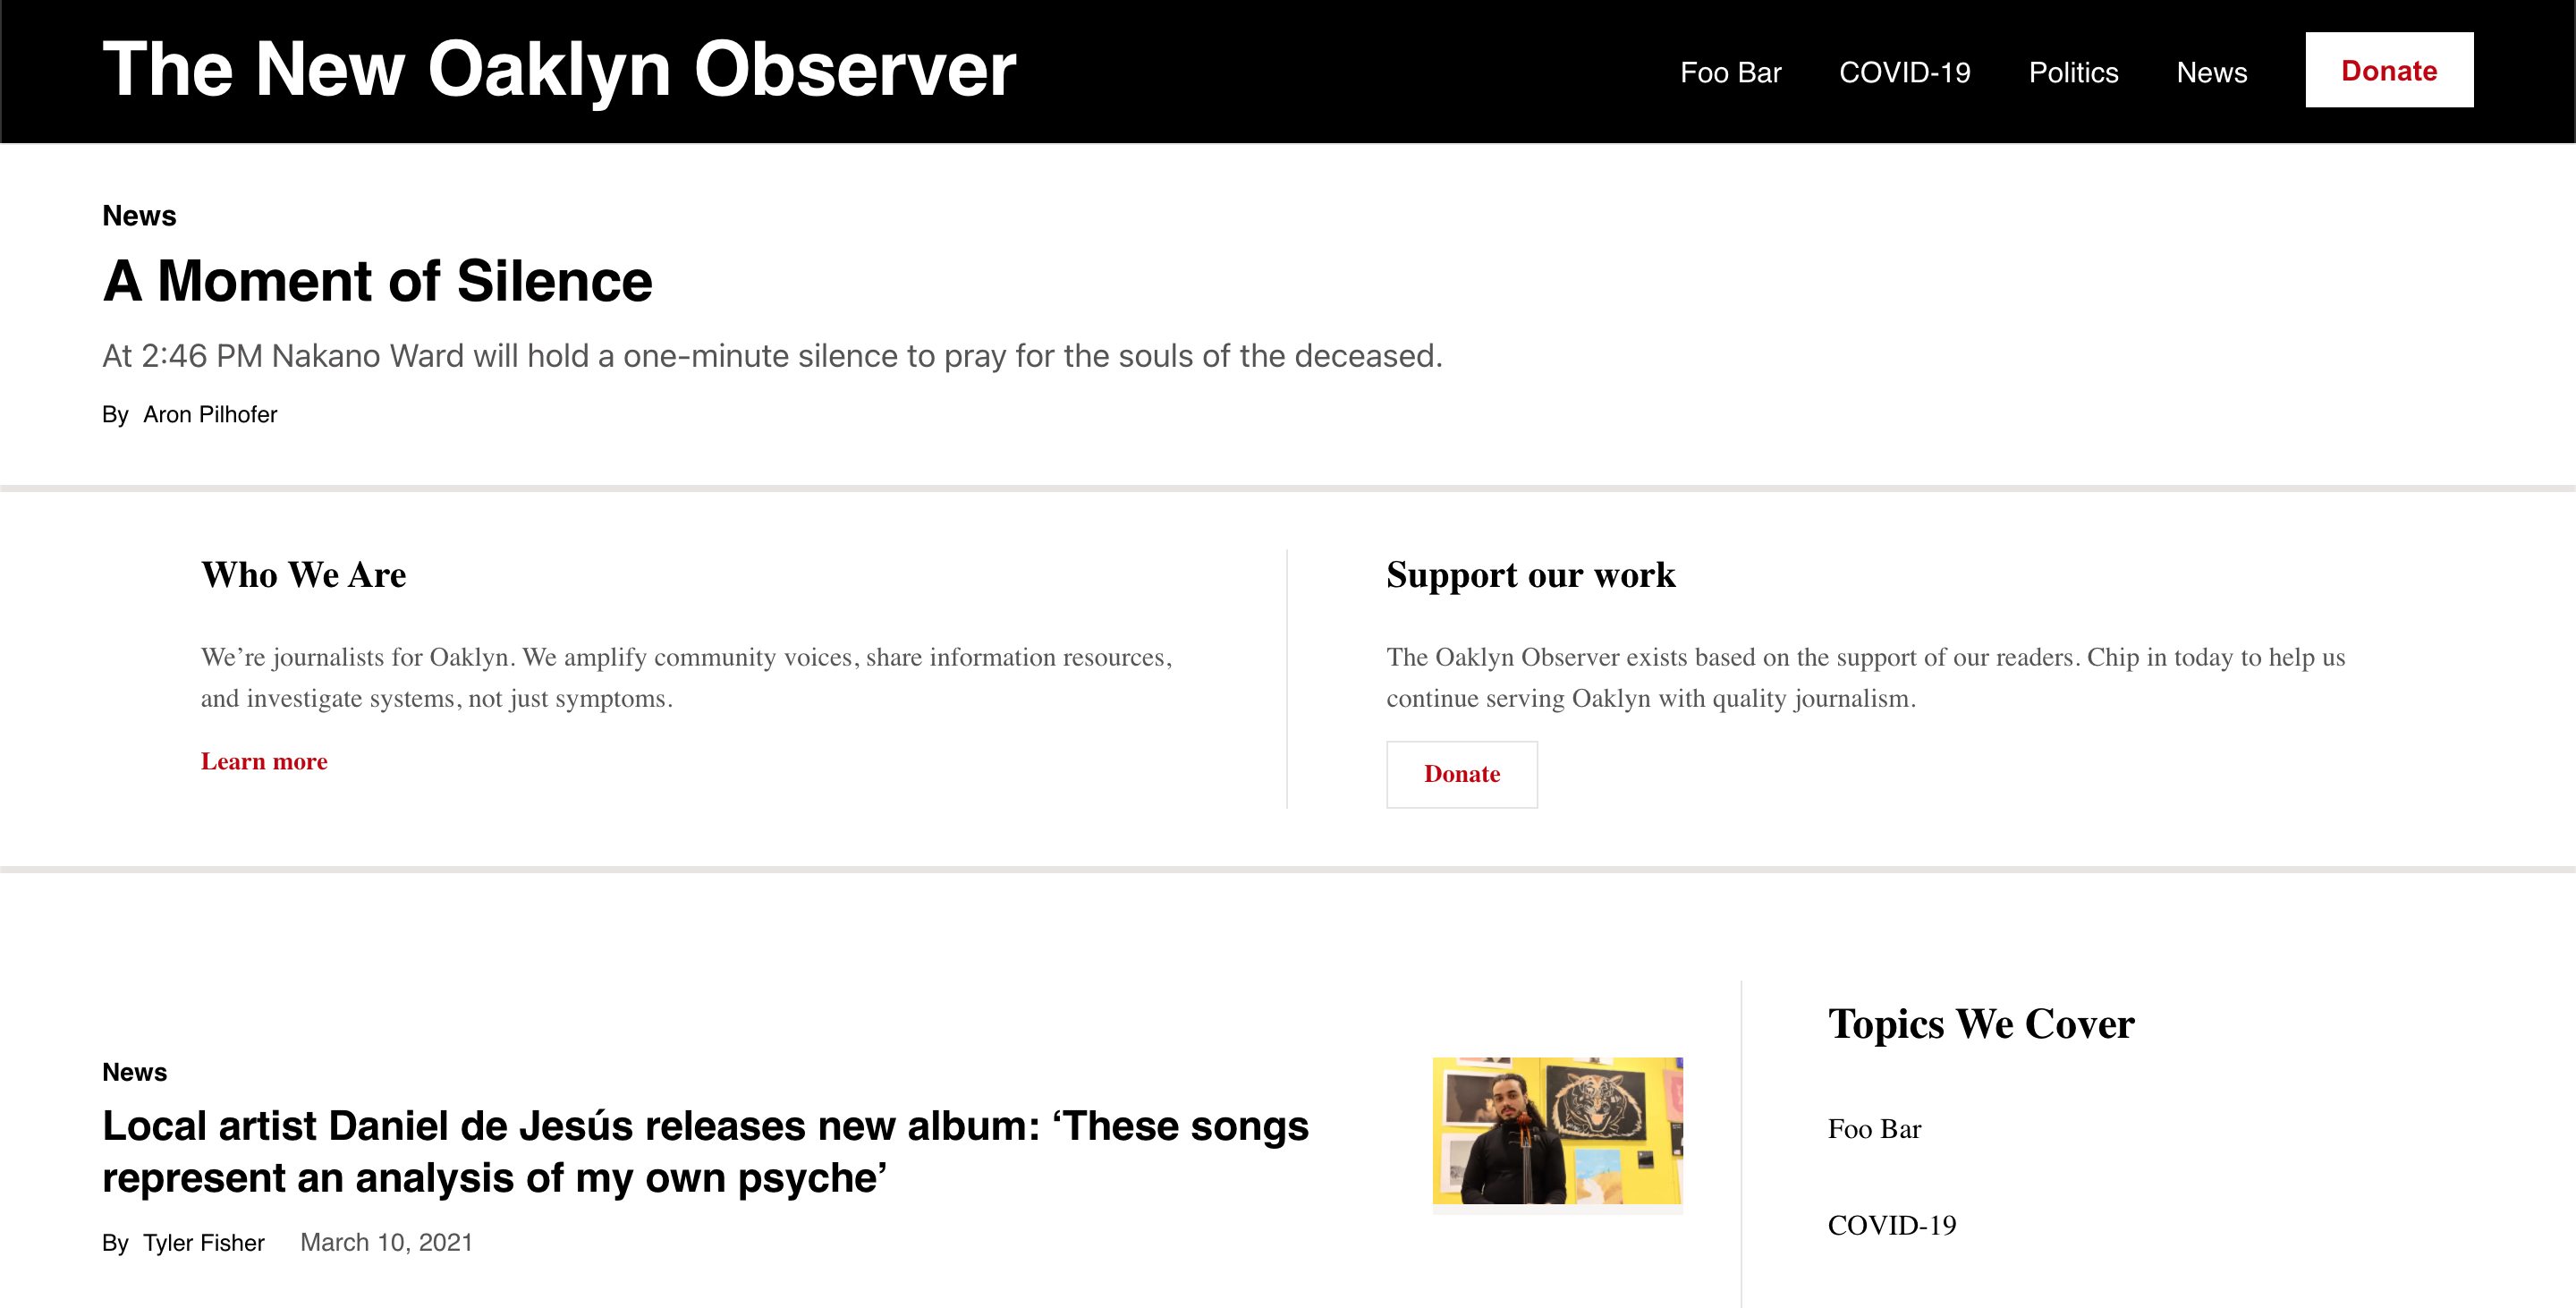 The New Oaklyn Observer
Foo Bar
COVID-19
Politics
News
Donate
News
A Moment of Silence
At 2:46 PM Nakano Ward will hold a one-minute silence to pray for the souls of the deceased.
By Aron Pilhofer
Who We Are
We’re journalists for Oaklyn. We amplify community voices, share information resources,
and investigate systems, not just symptoms.
Learn more
Support our work
The Oaklyn Observer exists based on the support of our readers. Chip in today to help us
continue serving Oaklyn with quality journalism.
Donate
News
Local artist Daniel de Jesús releases new album: ‘These songs
represent an analysis of my own psyche’
By Tyler Fisher March 10, 2021
Topics We Cover
Foo Bar
COVID-19